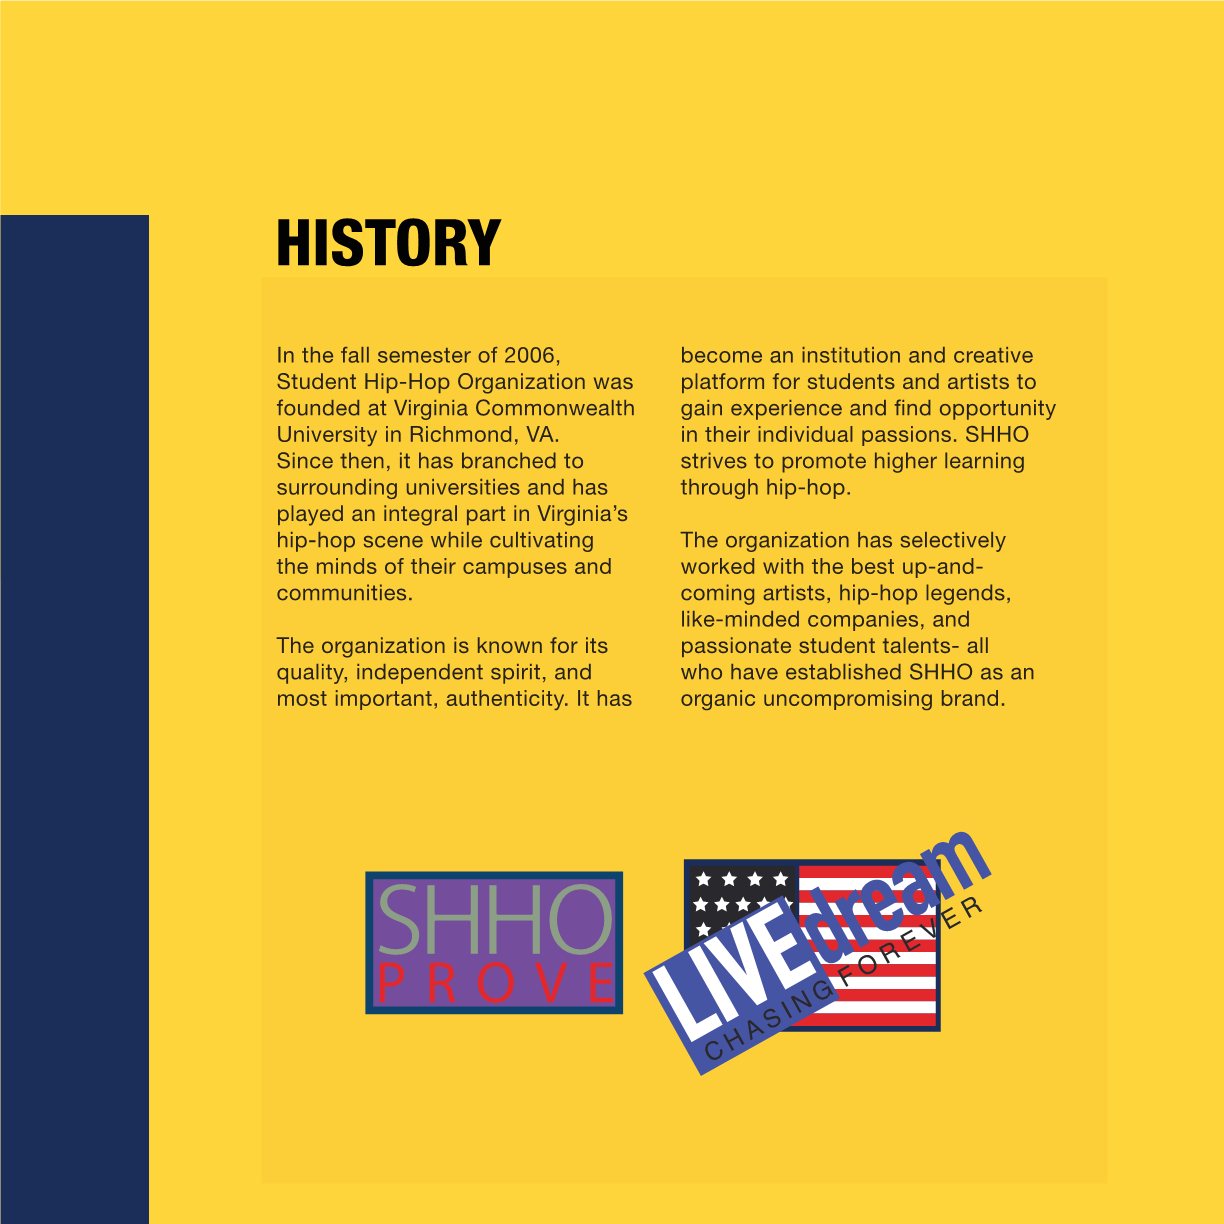 HISTORY
In the fall semester of 2006,
Student Hip-Hop Organization was
founded at Virginia Commonwealth
University in Richmond, VA.
Since then, it has branched to
surrounding universities and has
played an integral part in Virginia’s
hip-hop scene while cultivating
the minds of their campuses and
communities.
The organization is known for its
quality, independent spirit, and
most important, authenticity. It has
become an institution and creative
platform for students and artists to
gain experience and find opportunity
in their individual passions. SHHO
strives to promote higher learning
through hip-hop.
The organization has selectively
worked with the best up-and-
coming artists, hip-hop legends,
like-minded companies, and
passionate student talents- all
who have established SHHO as an
organic uncompromising brand.
SHHO
PROVE
LIVEdream
CHASING FOREVER